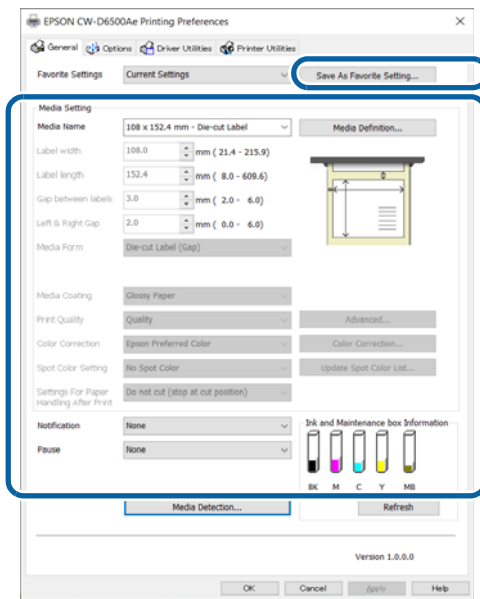 EPSON CW-D6500Ae Printing Preferences
General Options Driver Utilities Printer Utilities
Favorite Settings Current Settings Save As Favorite Setting...
Media Setting
Media Name 108 x 152.4 mm - Die-cut Label Media Definition...
Label width 108.0 mm ( 21.4 - 215.9)
Label length 152.4 mm ( 8.0 - 609.6)
Gap between labels 3.0 mm ( 2.0 - 6.0)
Left & Right Gap 2.0 mm ( 0.0 - 6.0)
Media Form Die-cut Label (Gap)
Media Coating Glossy Paper
Print Quality Quality Advanced...
Color Correction Epson Preferred Color Color Correction...
Spot Color Setting No Spot Color Update Spot Color List...
Settings For Paper
Handling After Print Do not cut (stop at cut position)
Notification None Ink and Maintenance box Information
Pause None
BK M C Y MB
Media Detection... Refresh
Version 1.0.0.0
OK Cancel Apply Help